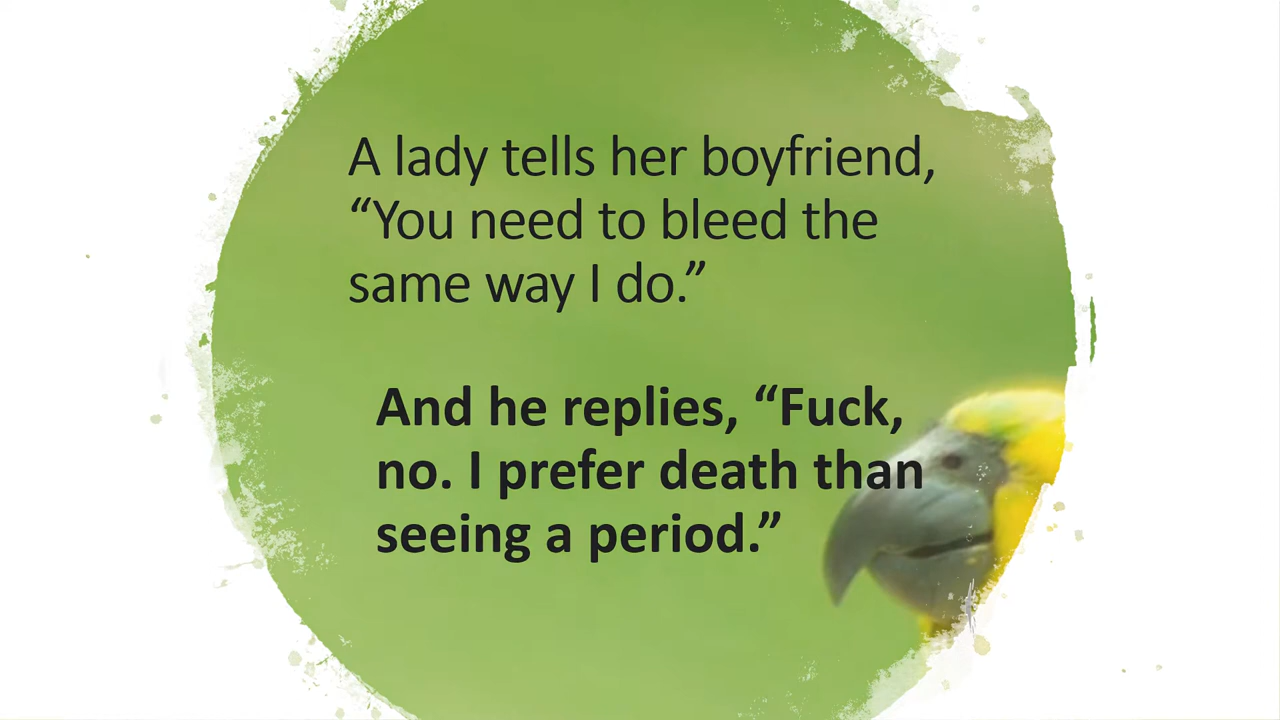 A lady tells her boyfriend,
“You need to bleed the
same way I do.”
And he replies, “Fuck,
no. I prefer death than
seeing a period.”